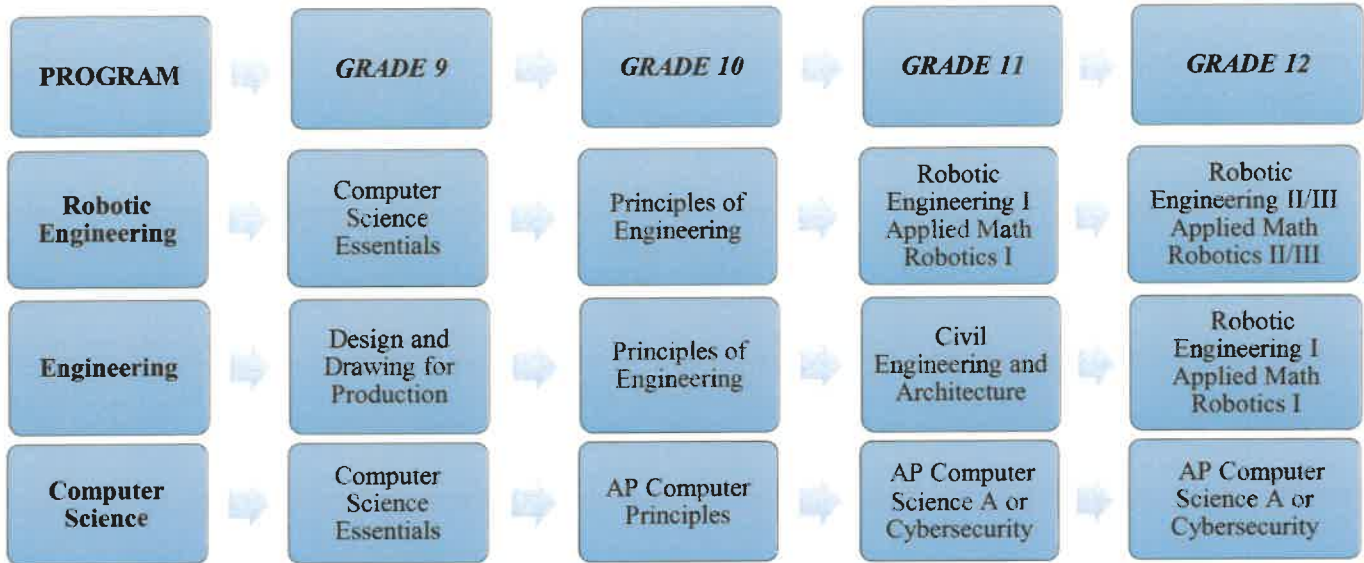 PROGRAM
GRADE 9
GRADE 10
GRADE 11
GRADE 12
Robotic
Engineering
Computer
Science
Essentials
Principles of
Engineering
Robotic
Engineering I
Applied Math
Robotics I
Robotic
Engineering II/III
Applied Math
Robotics II/III
Engineering
Design and
Drawing for
Production
Principles of
Engineering
Civil
Engineering and
Architecture
Robotic
Engineering I
Applied Math
Robotics I
Computer
Science
Computer
Science
Essentials
AP Computer
Principles
AP Computer
Science A or
Cybersecurity
AP Computer
Science A or
Cybersecurity